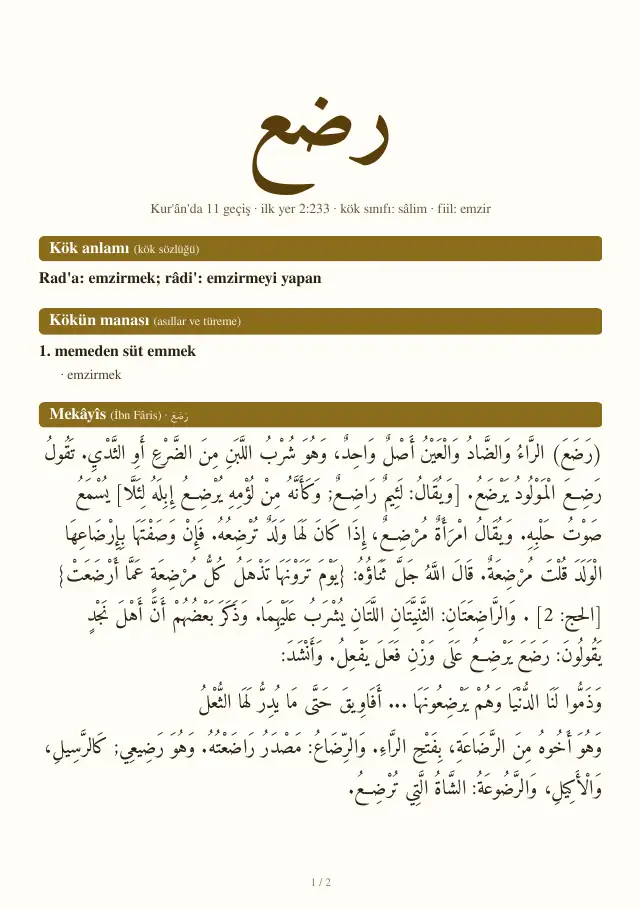 رضع
Kur'ân'da 11 geçiş · ilk yer 2:233 · kök sınıfı: sâlim · fiil: emzir
Kök anlamı (kök sözlüğü)
Rad'a: emzirmek; râdi': emzirmeyi yapan
Kökün manası (asıllar ve türeme)
1. memeden süt emmek
· emzirmek
Mekâyîs (İbn Fâris) · رَضَعَ
(رَضَعَ) الرَّاءُ وَالضَّادُ وَالْعَيْنُ أَصْلٌ وَاحِدٌ، وَهُوَ شُرْبُ اللَّبَنِ مِنَ الضَّرْعِ أَوِ الثَّدْيِ. تَقُولُ
رَضِعَ الْمَوْلُودُ يَرْضَعُ. [وَيُقَالُ: لَئِيمٌ رَاضِعٌ; وَكَأَنَّهُ مِنْ لُؤْمِهِ يُرْضِعُ إِبِلَهُ لِئَلَّا] يُسْمَعُ
صَوْتُ حَلْبِهِ. وَيُقَالُ امْرَأَةٌ مُرْضِعٌ، إِذَا كَانَ لَهَا وَلَدٌ تُرْضِعُهُ. فَإِنْ وَصَفْتَهَا بِإِرْضَاعِهَا
الْوَلَدَ قُلْتَ مُرْضِعَةٌ. قَالَ اللَّهُ جَلَّ ثَنَاؤُهُ: {يَوْمَ تَرَوْنَهَا تَذْهَلُ كُلُّ مُرْضِعَةٍ عَمَّا أَرْضَعَتْ}
[الحج: 2] . وَالرَّاضِعَتَانِ: الثَّنِيَّتَانِ اللَّتَانِ يُشْرَبُ عَلَيْهِمَا. وَذَكَرَ بَعْضُهُمْ أَنَّ أَهْلَ نَجْدٍ
يَقُولُونَ: رَضَعَ يَرْضِعُ عَلَى وَزْنِ فَعَلَ يَفْعِلُ. وَأَنْشَدَ:
وَذَمُّوا لَنَا الدُّنْيَا وَهُمْ يَرْضِعُونَهَا ... أَفَاوِيقَ حَتَّى مَا يُدِرُّ لَهَا الثُّعْلُ
وَهُوَ أَخُوهُ مِنَ الرَّضَاعَةِ، بِفَتْحِ الرَّاءِ. وَالرِّضَاعُ: مَصْدَرُ رَاضَعْتُهُ. وَهُوَ رَضِيعِي; كَالرَّسِيلِ،
وَالْأَكِيلِ، وَالرَّضُوعَةُ: الشَّاةُ الَّتِي تُرْضِعُ.
1 / 2